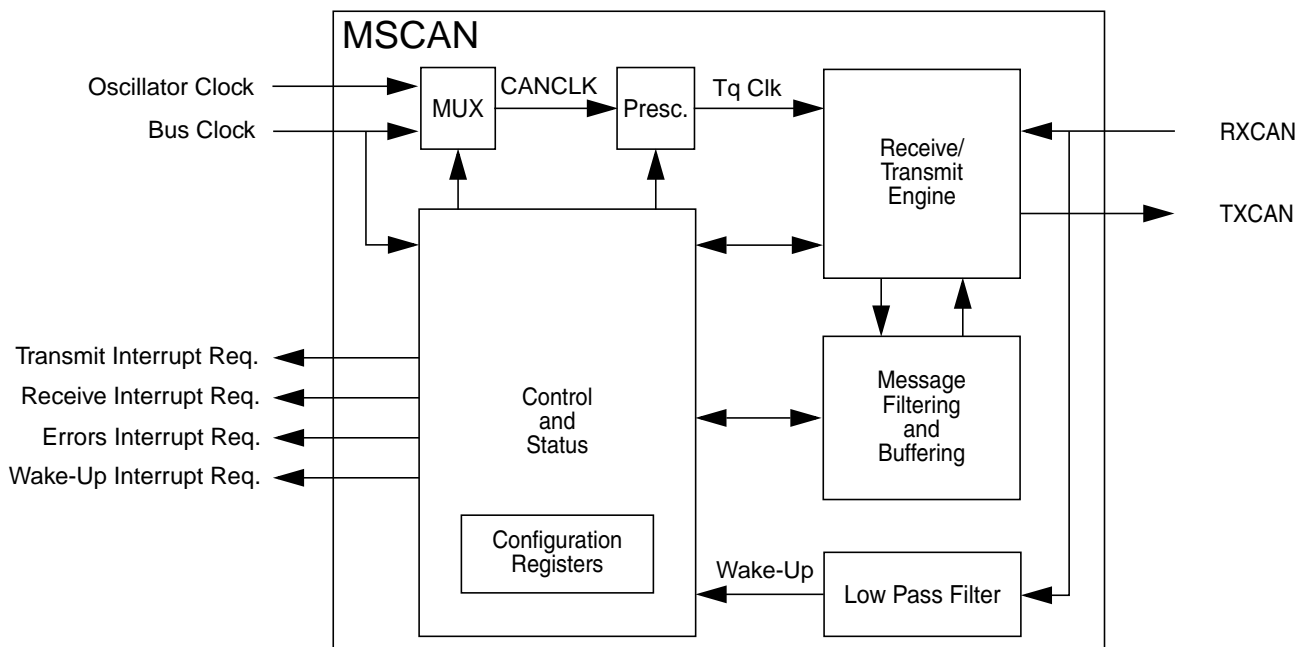 MSCAN
Oscillator Clock
Bus Clock
MUX
CANCLK
Presc.
Tq Clk
Receive/
Transmit
Engine
RXCAN
TXCAN
Transmit Interrupt Req.
Receive Interrupt Req.
Errors Interrupt Req.
Wake-Up Interrupt Req.
Control
and
Status
Message
Filtering
and
Buffering
Configuration
Registers
Wake-Up
Low Pass Filter